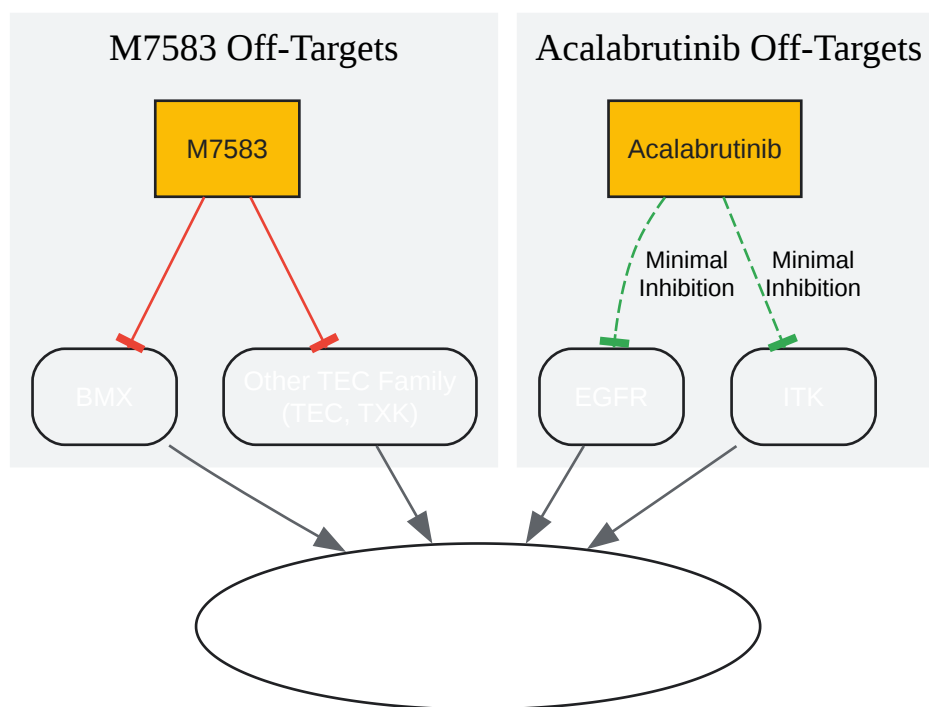 M7583 Off-Targets
Acalabrutinib Off-Targets
M7583
Acalabrutinib
Minimal
Inhibition
Minimal
Inhibition
BMX
Other TEC Family
(TEC, TXK)
EGFR
ITK